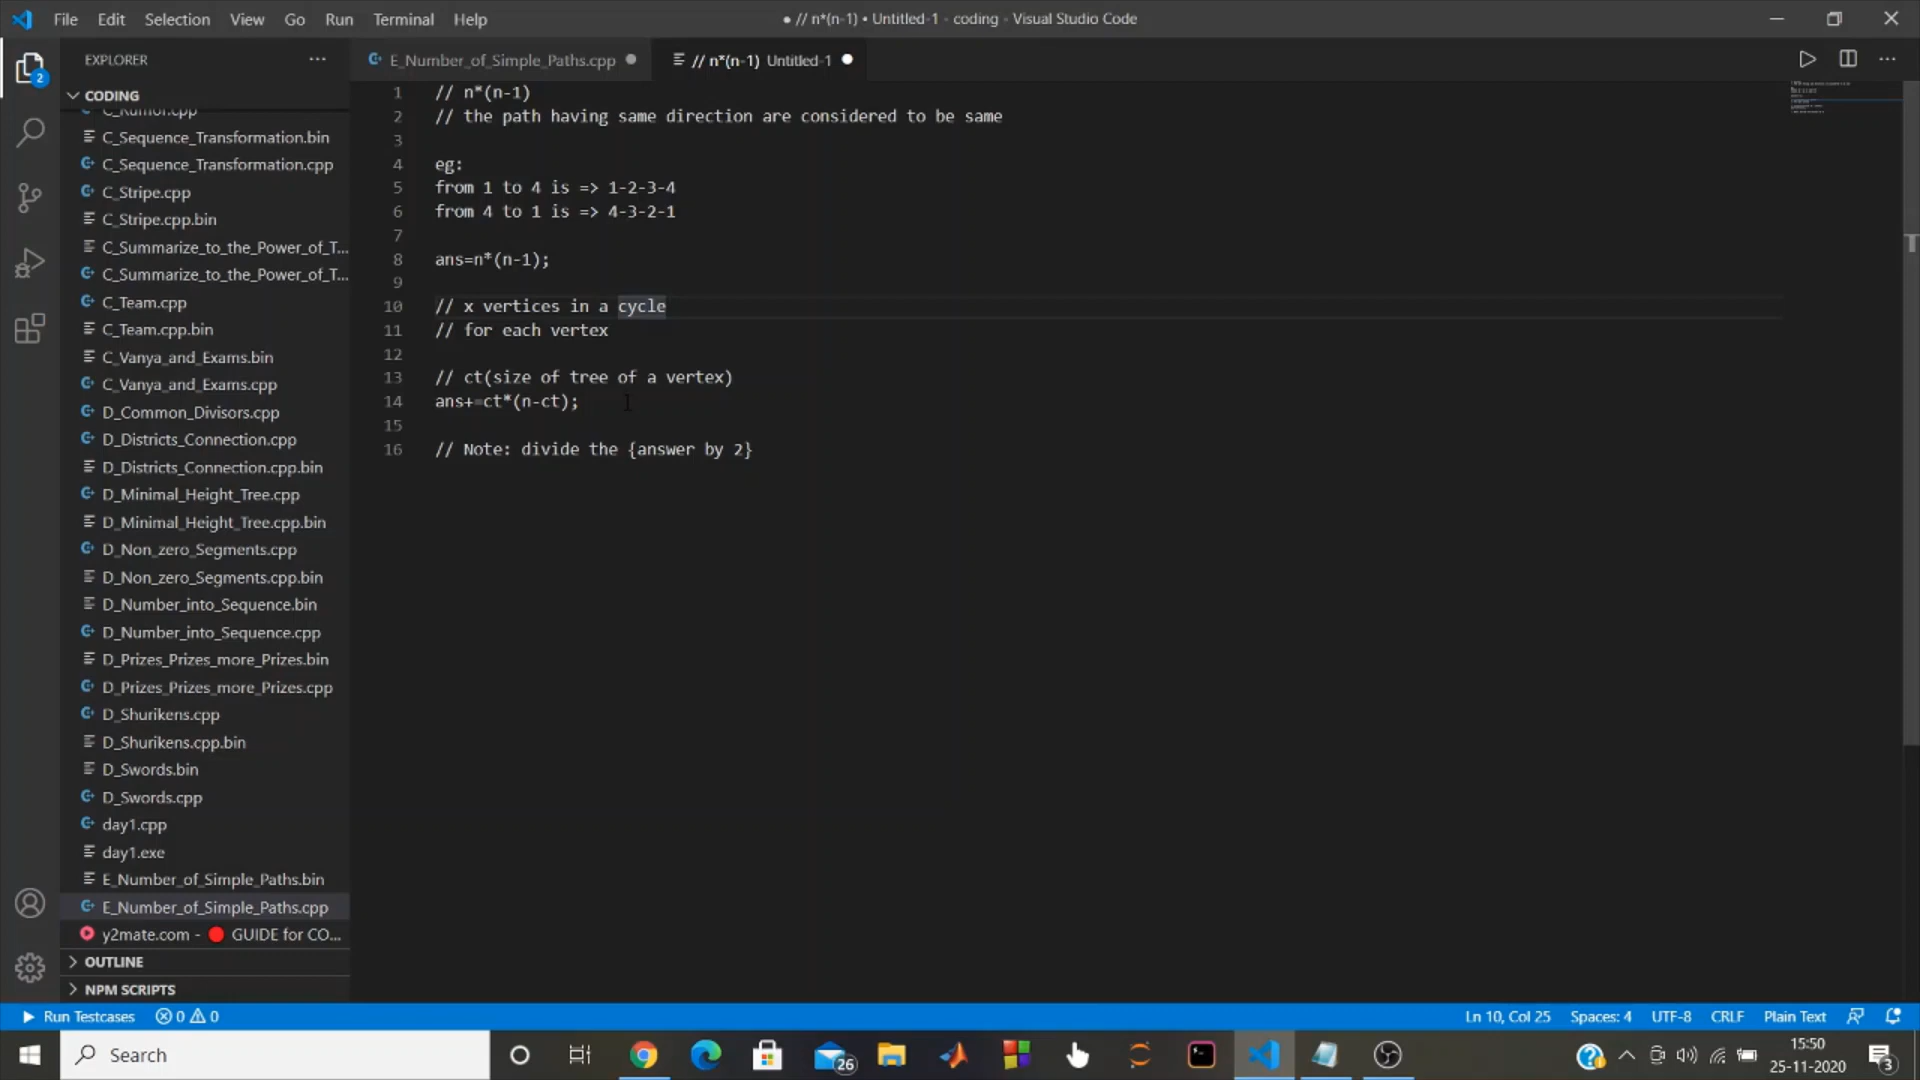 File Edit Selection View Go Run Terminal Help
● // n*(n-1) • Untitled-1 - coding - Visual Studio Code
EXPLORER
E_Number_of_Simple_Paths.cpp
// n*(n-1) Untitled-1
CODING
C_Rumor.cpp
C_Sequence_Transformation.bin
C_Sequence_Transformation.cpp
C_Stripe.cpp
C_Stripe.cpp.bin
C_Summarize_to_the_Power_of_T...
C_Summarize_to_the_Power_of_T...
C_Team.cpp
C_Team.cpp.bin
C_Vanya_and_Exams.bin
C_Vanya_and_Exams.cpp
D_Common_Divisors.cpp
D_Districts_Connection.cpp
D_Districts_Connection.cpp.bin
D_Minimal_Height_Tree.cpp
D_Minimal_Height_Tree.cpp.bin
D_Non_zero_Segments.cpp
D_Non_zero_Segments.cpp.bin
D_Number_into_Sequence.bin
D_Number_into_Sequence.cpp
D_Prizes_Prizes_more_Prizes.bin
D_Prizes_Prizes_more_Prizes.cpp
D_Shurikens.cpp
D_Shurikens.cpp.bin
D_Swords.bin
D_Swords.cpp
day1.cpp
day1.exe
E_Number_of_Simple_Paths.bin
E_Number_of_Simple_Paths.cpp
y2mate.com - 🔴 GUIDE for CO...
OUTLINE
NPM SCRIPTS
2
1 // n*(n-1)
2 // the path having same direction are considered to be same
3
4 eg:
5 from 1 to 4 is => 1-2-3-4
6 from 4 to 1 is => 4-3-2-1
7
8 ans=n*(n-1);
9
10 // x vertices in a cycle
11 // for each vertex
12
13 // ct(size of tree of a vertex)
14 ans+=ct*(n-ct);
15
16 // Note: divide the {answer by 2}
Run Testcases 0 0
Ln 10, Col 25 Spaces: 4 UTF-8 CRLF Plain Text
Search
26
15:50
25-11-2020
3